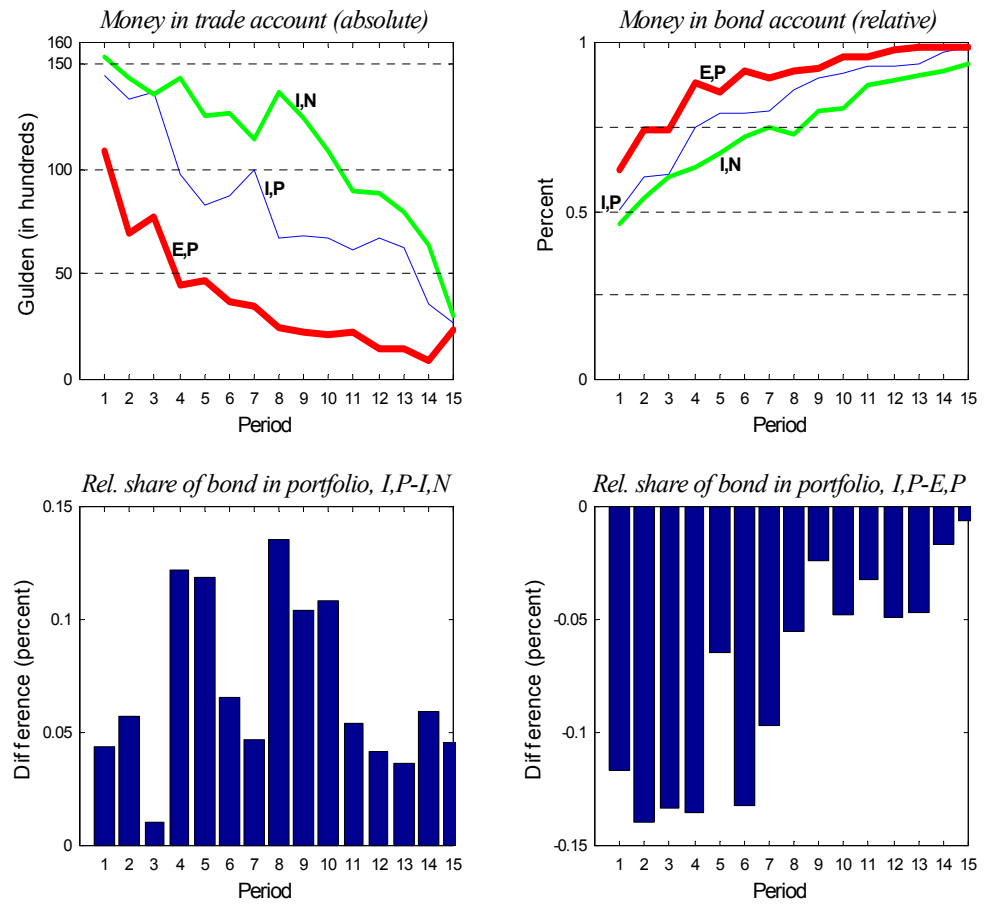 Money in trade account (absolute)
Gulden (in hundreds)
160
150
100
50
0
I,N
I,P
E,P
1 2 3 4 5 6 7 8 9 10 11 12 13 14 15
Period
Money in bond account (relative)
Percent
1
0.5
0
E,P
I,N
I,P
1 2 3 4 5 6 7 8 9 10 11 12 13 14 15
Period
Rel. share of bond in portfolio, I,P-I,N
Difference (percent)
0.15
0.1
0.05
0
1 2 3 4 5 6 7 8 9 10 11 12 13 14 15
Period
Rel. share of bond in portfolio, I,P-E,P
Difference (percent)
0
-0.05
-0.1
-0.15
1 2 3 4 5 6 7 8 9 10 11 12 13 14 15
Period